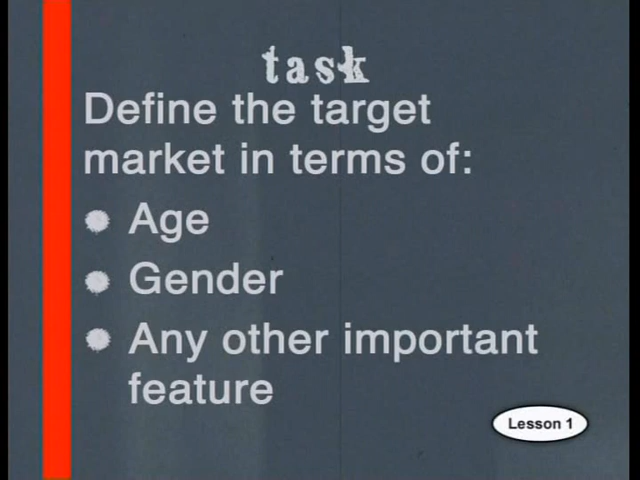 task
Define the target
market in terms of:
Age
Gender
Any other important
feature
Lesson 1